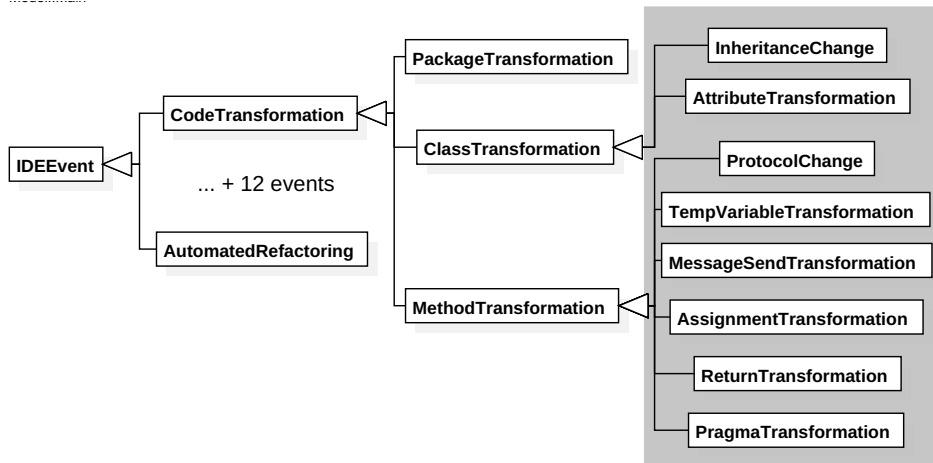 InheritanceChange
PackageTransformation
AttributeTransformation
CodeTransformation
ClassTransformation
ProtocolChange
IDEEvent
... + 12 events
TempVariableTransformation
AutomatedRefactoring
MessageSendTransformation
MethodTransformation
AssignmentTransformation
ReturnTransformation
PragmaTransformation